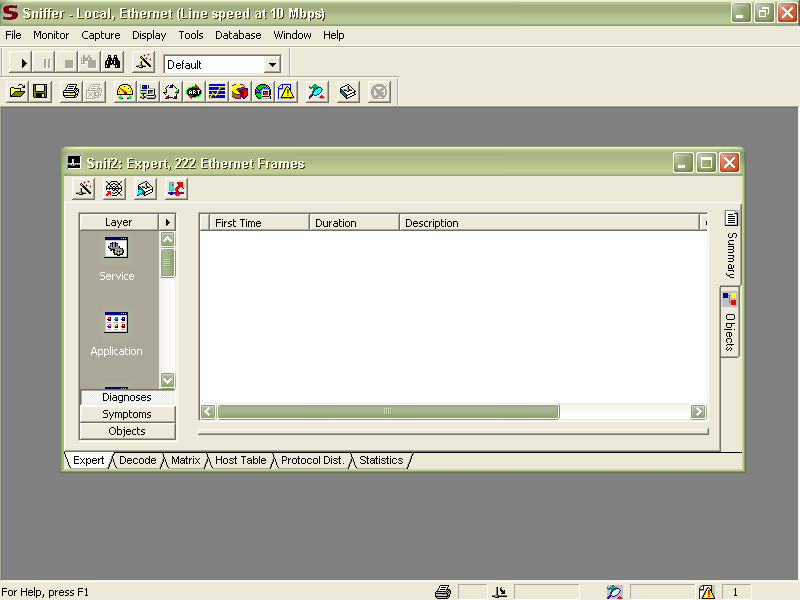 Sniffer - Local, Ethernet (Line speed at 10 Mbps)
File Monitor Capture Display Tools Database Window Help
Default
ART
Snif2: Expert, 222 Ethernet Frames
Layer First Time Duration Description
Service
Application
Diagnoses
Symptoms
Objects
Summary
Objects
Expert Decode Matrix Host Table Protocol Dist. Statistics
For Help, press F1 1